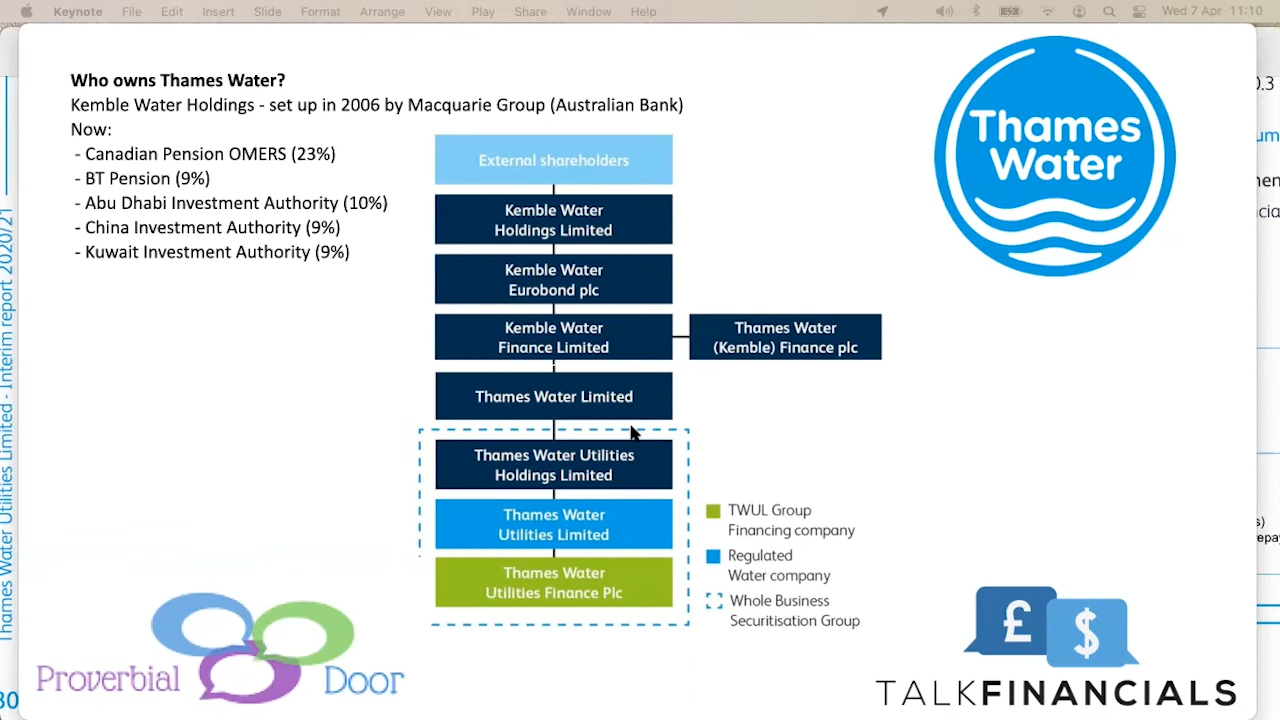 Keynote File Edit Insert Slide Format Arrange View Play Share Window Help Wed 7 Apr 11:10
Who owns Thames Water?
Kemble Water Holdings - set up in 2006 by Macquarie Group (Australian Bank)
Now:
- Canadian Pension OMERS (23%)
- BT Pension (9%)
- Abu Dhabi Investment Authority (10%)
- China Investment Authority (9%)
- Kuwait Investment Authority (9%)
External shareholders
Kemble Water
Holdings Limited
Kemble Water
Eurobond plc
Kemble Water
Finance Limited
Thames Water
(Kemble) Finance plc
Thames Water Limited
Thames Water Utilities
Holdings Limited
Thames Water
Utilities Limited
Thames Water
Utilities Finance Plc
TWUL Group
Financing company
Regulated
Water company
Whole Business
Securitisation Group
Thames
Water
Proverbial Door
£ $
TALKFINANCIALS
Thames Water Utilities Limited - Interim report 2020/21
30
0.3